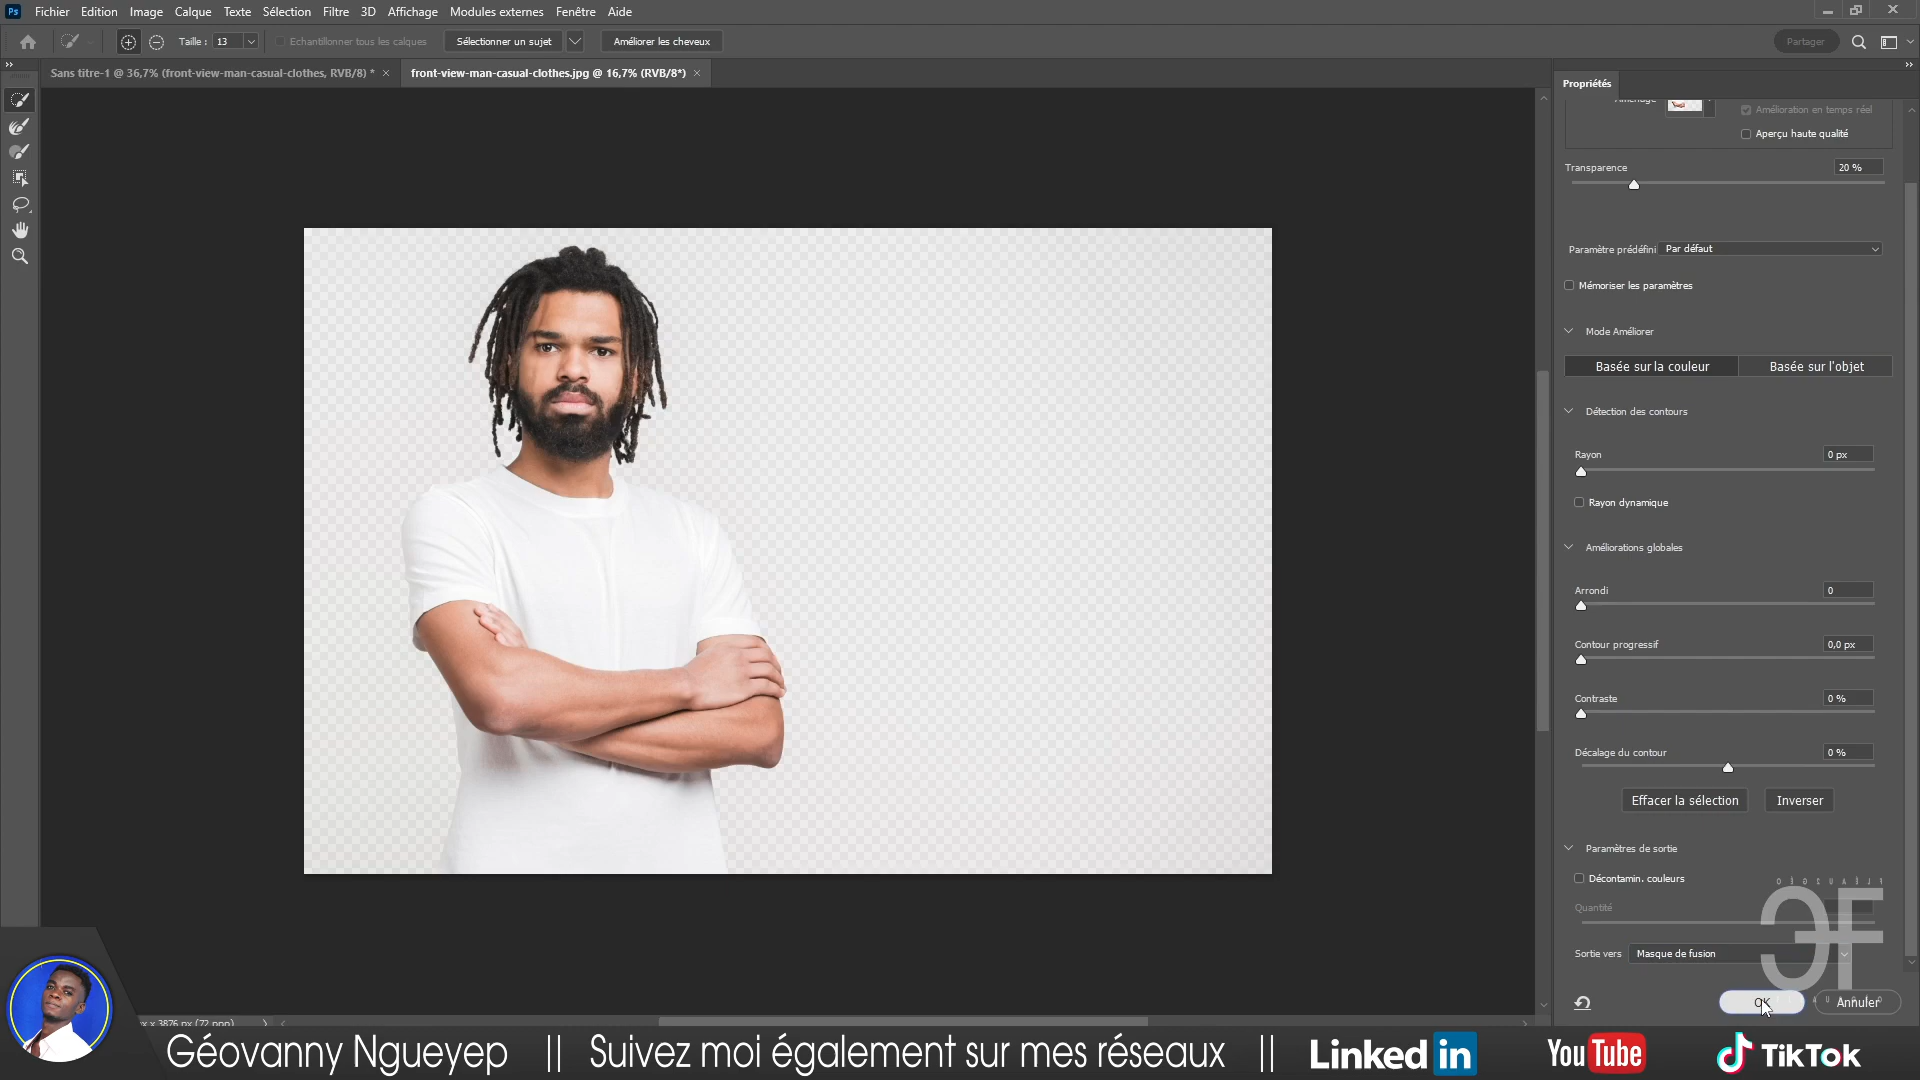 Ps Fichier Edition Image Calque Texte Sélection Filtre 3D Affichage Modules externes Fenêtre Aide
Taille : 13 Echantillonner tous les calques Sélectionner un sujet Améliorer les cheveux Partager
Sans titre-1 @ 36,7% (front-view-man-casual-clothes, RVB/8) * front-view-man-casual-clothes.jpg @ 16,7% (RVB/8*)
Propriétés
Amélioration en temps réel
Aperçu haute qualité
Transparence 20 %
Paramètre prédéfini Par défaut
Mémoriser les paramètres
Mode Améliorer
Basée sur la couleur Basée sur l'objet
Détection des contours
Rayon 0 px
Rayon dynamique
Améliorations globales
Arrondi 0
Contour progressif 0,0 px
Contraste 0 %
Décalage du contour 0 %
Effacer la sélection Inverser
Paramètres de sortie
Décontamin. couleurs
Quantité
Sortie vers Masque de fusion
OK Annuler
px x 3876 px (72 ppp)
Géovanny Ngueyep || Suivez moi également sur mes réseaux || Linked in YouTube TikTok